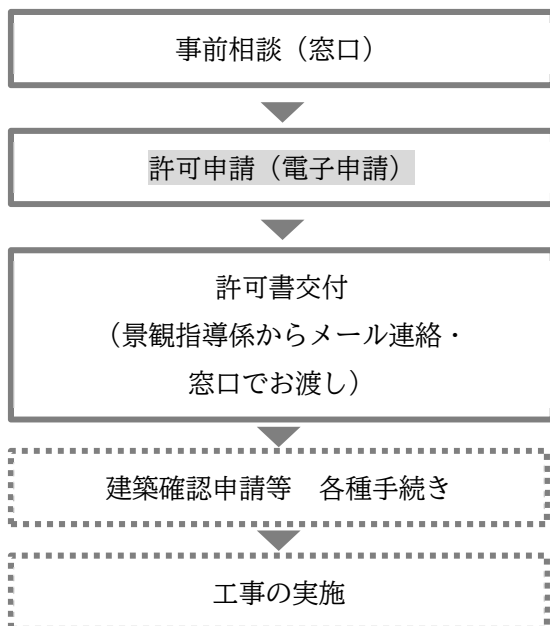 事前相談（窓口）
許可申請（電子申請）
許可書交付
（景観指導係からメール連絡・
窓口でお渡し）
建築確認申請等　各種手続き
工事の実施